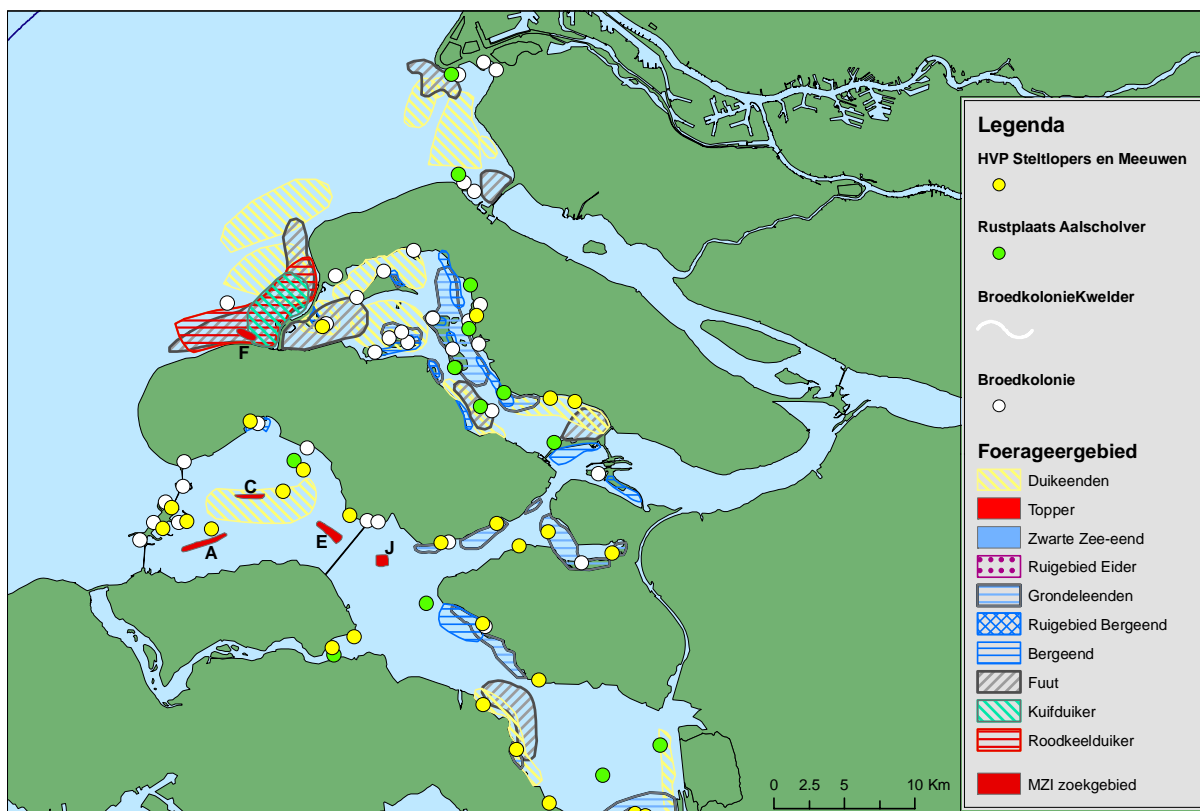 Legenda
HVP Steltlopers en Meeuwen
Rustplaats Aalscholver
BroedkolonieKwelder
Broedkolonie
Foerageergebied
Duikeenden
Topper
Zwarte Zee-eend
Ruigebied Eider
Grondeleenden
Ruigebied Bergeend
Bergeend
Fuut
Kuifduiker
Roodkeelduiker
MZI zoekgebied
F
C
A
E
J
0 2.5 5 10 Km